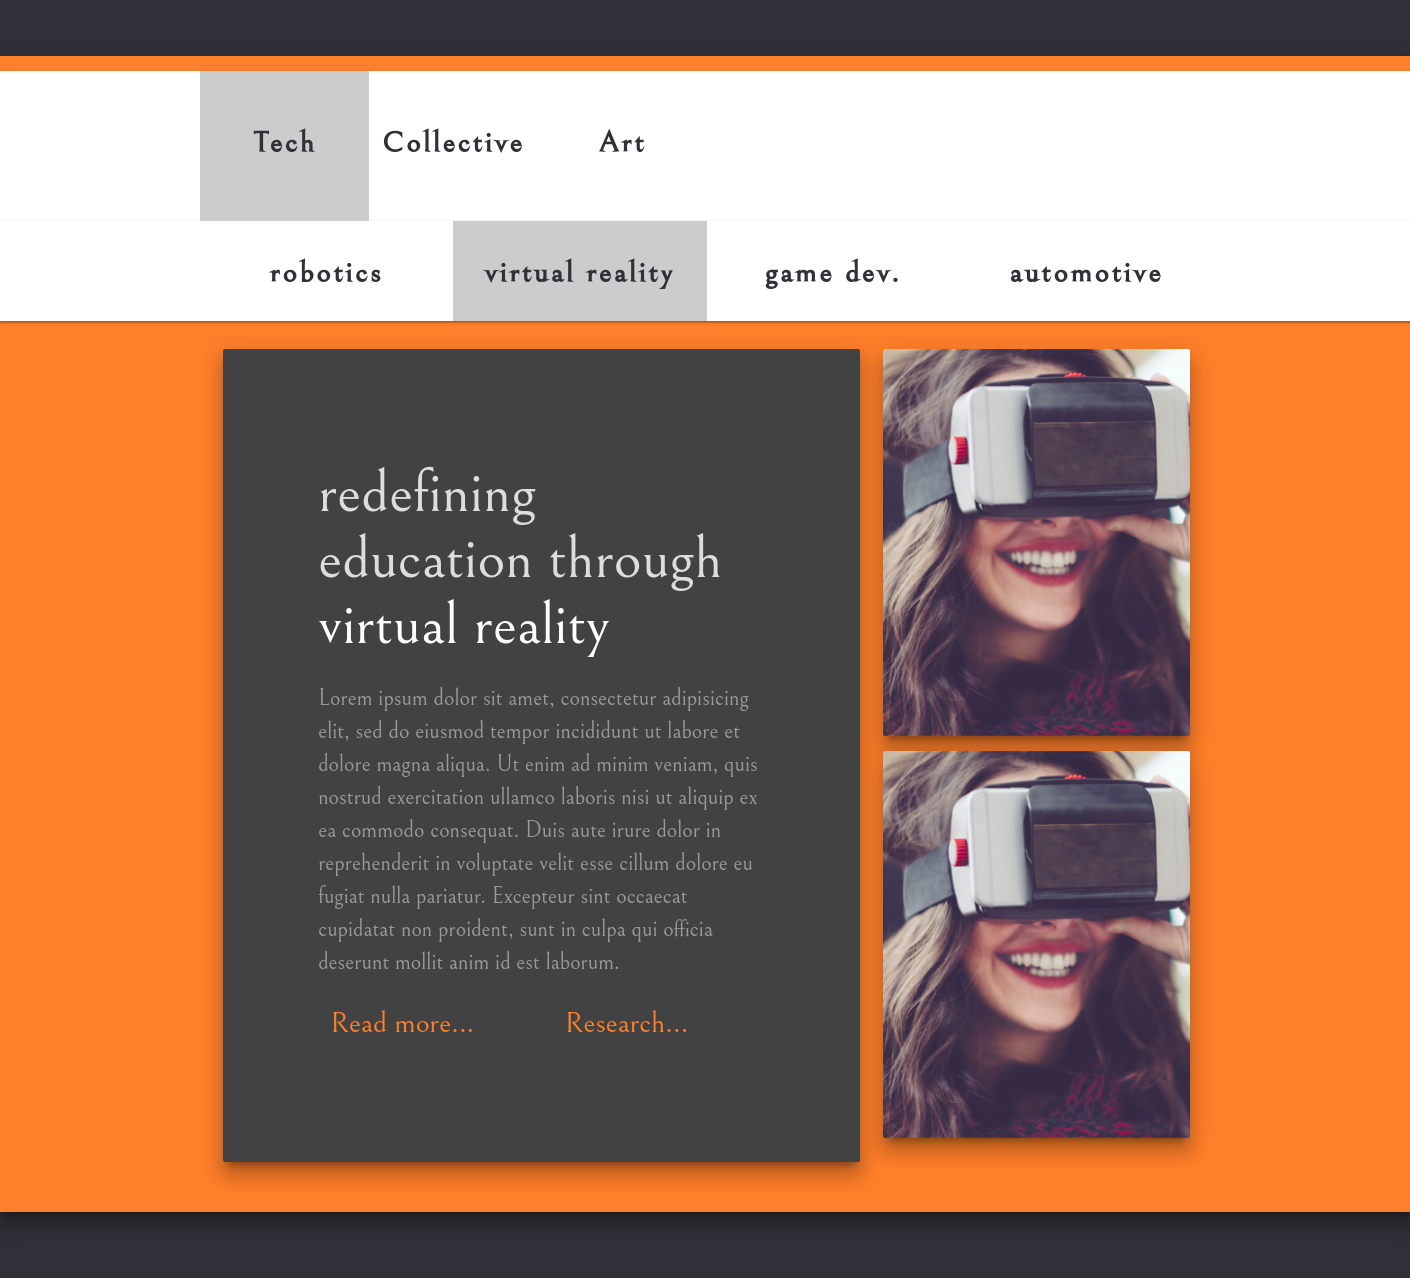 Tech Collective Art
robotics virtual reality game dev. automotive
redefining
education through
virtual reality
Lorem ipsum dolor sit amet, consectetur adipisicing
elit, sed do eiusmod tempor incididunt ut labore et
dolore magna aliqua. Ut enim ad minim veniam, quis
nostrud exercitation ullamco laboris nisi ut aliquip ex
ea commodo consequat. Duis aute irure dolor in
reprehenderit in voluptate velit esse cillum dolore eu
fugiat nulla pariatur. Excepteur sint occaecat
cupidatat non proident, sunt in culpa qui officia
deserunt mollit anim id est laborum.
Read more... Research...